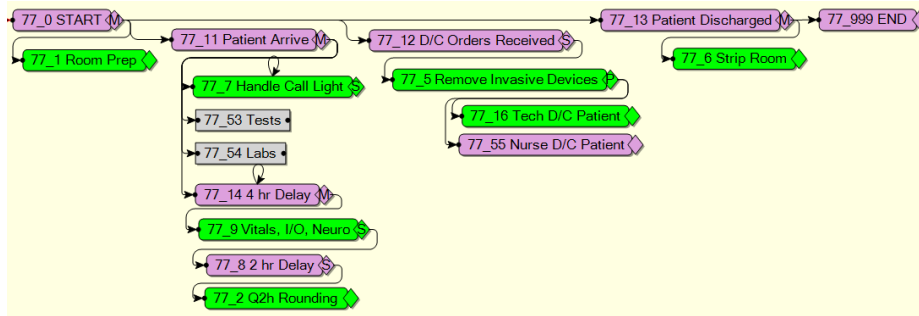 77_0 START M
77_13 Patient Discharged M
77_999 END
77_11 Patient Arrive M
77_12 D/C Orders Received S
77_1 Room Prep
77_6 Strip Room
77_7 Handle Call Light S
77_5 Remove Invasive Devices P
77_53 Tests
77_16 Tech D/C Patient
77_54 Labs
77_55 Nurse D/C Patient
77_14 4 hr Delay M
77_9 Vitals, I/O, Neuro S
77_8 2 hr Delay S
77_2 Q2h Rounding